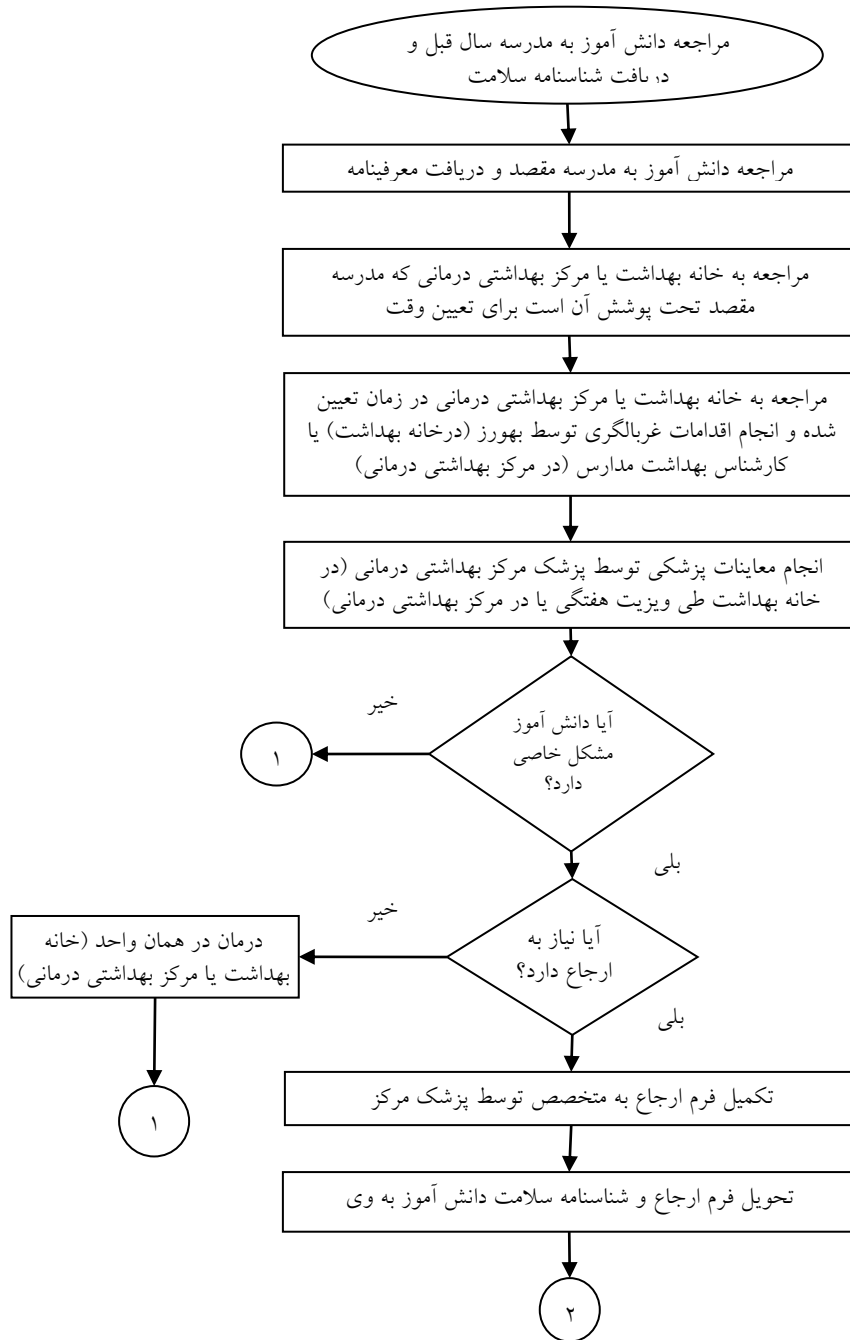 مراجعه دانش آموز به مدرسه سال قبل و
دریافت شناسنامه سلامت
مراجعه دانش آموز به مدرسه مقصد و دریافت معرفینامه
مراجعه به خانه بهداشت یا مرکز بهداشتی درمانی که مدرسه
مقصد تحت پوشش آن است برای تعیین وقت
مراجعه به خانه بهداشت یا مرکز بهداشتی درمانی در زمان تعیین
شده و انجام اقدامات غربالگری توسط بهورز (درخانه بهداشت) یا
کارشناس بهداشت مدارس (در مرکز بهداشتی درمانی)
انجام معاینات پزشکی توسط پزشک مرکز بهداشتی درمانی (در
خانه بهداشت طی ویزیت هفتگی یا در مرکز بهداشتی درمانی)
آیا دانش آموز
مشکل خاصی
دارد؟
خیر
۱
بلی
آیا نیاز به
ارجاع دارد؟
خیر
درمان در همان واحد (خانه
بهداشت یا مرکز بهداشتی درمانی)
۱
بلی
تکمیل فرم ارجاع به متخصص توسط پزشک مرکز
تحویل فرم ارجاع و شناسنامه سلامت دانش آموز به وی
۲